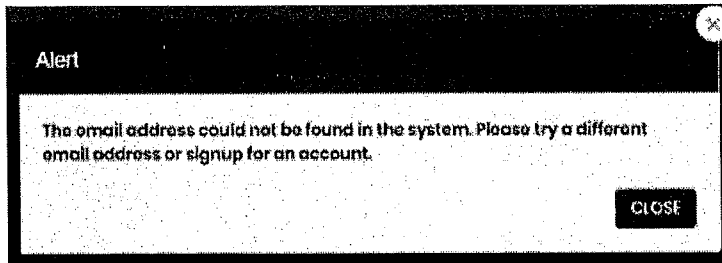 Alert
The email address could not be found in the system. Please try a different
email address or signup for an account.
CLOSE